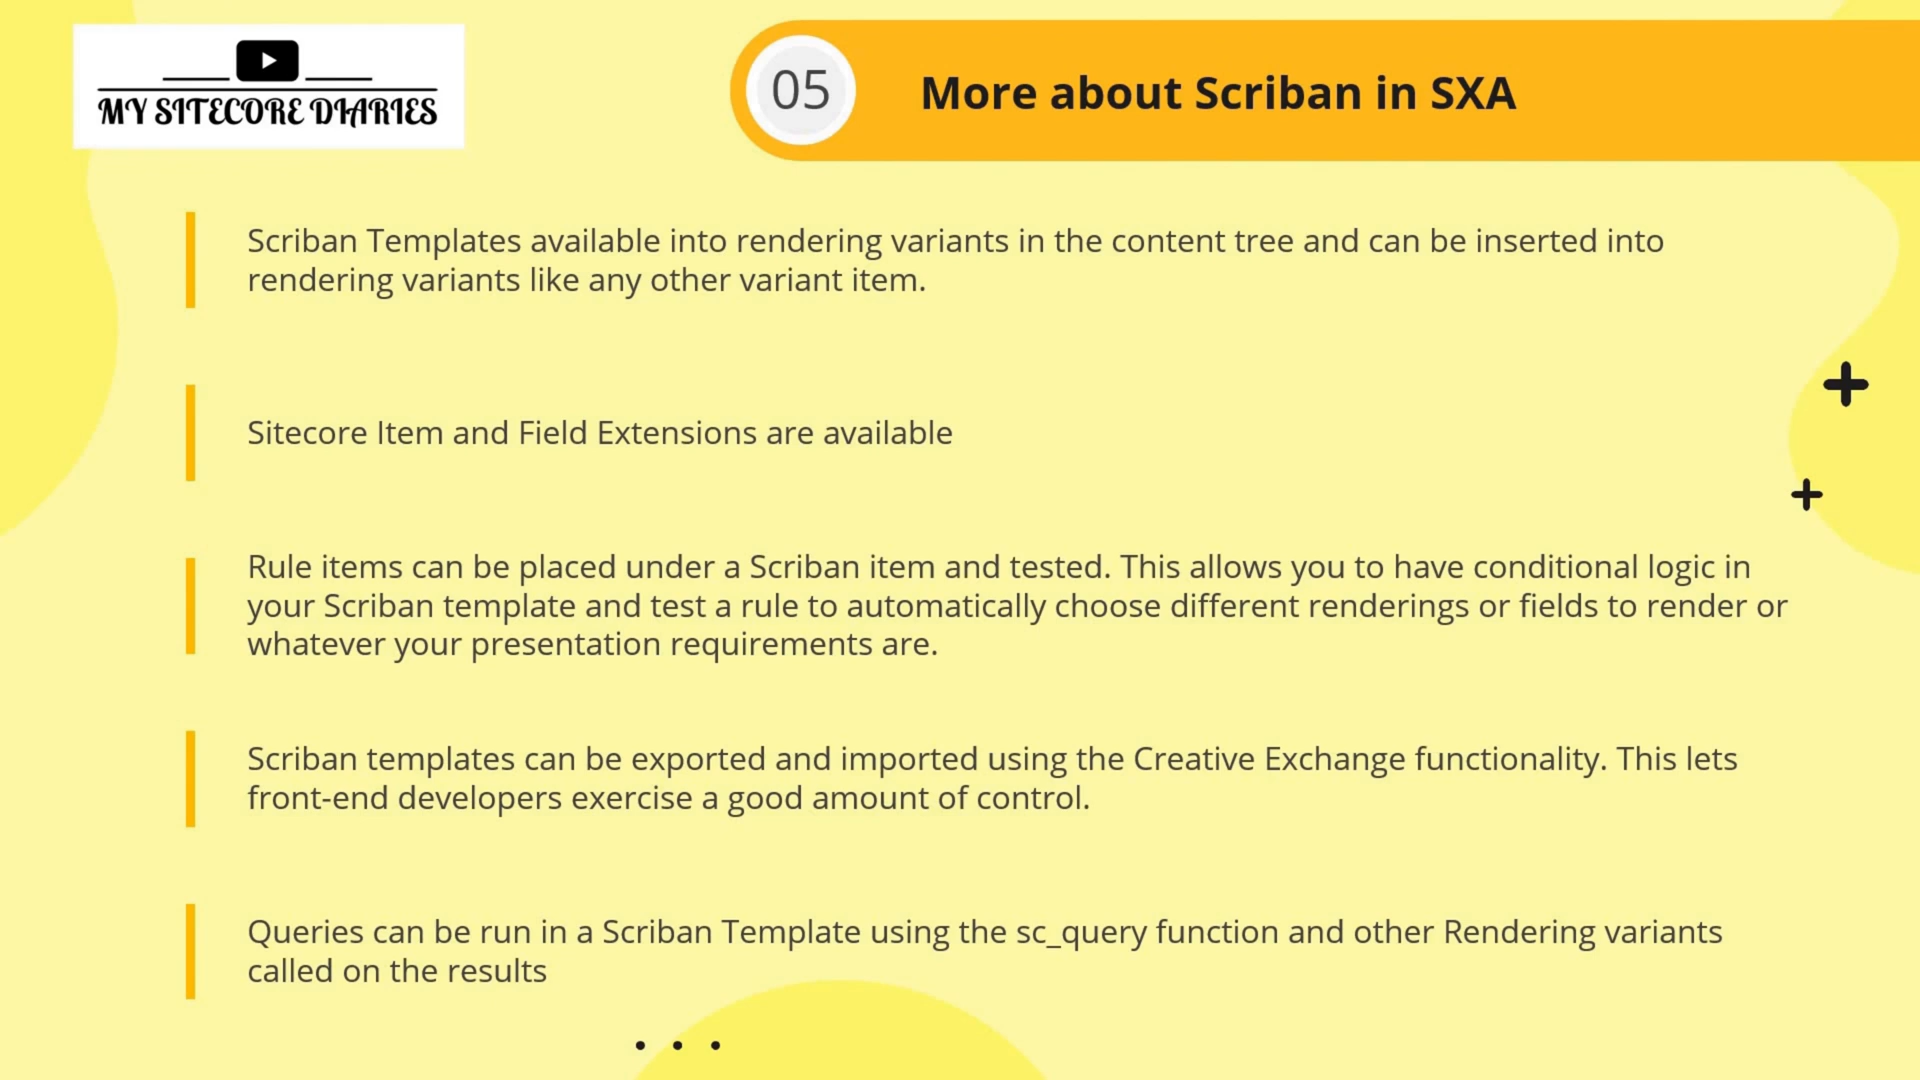 MY SITECORE DIARIES
05
More about Scriban in SXA
Scriban Templates available into rendering variants in the content tree and can be inserted into
rendering variants like any other variant item.
Sitecore Item and Field Extensions are available
Rule items can be placed under a Scriban item and tested. This allows you to have conditional logic in
your Scriban template and test a rule to automatically choose different renderings or fields to render or
whatever your presentation requirements are.
Scriban templates can be exported and imported using the Creative Exchange functionality. This lets
front-end developers exercise a good amount of control.
Queries can be run in a Scriban Template using the sc_query function and other Rendering variants
called on the results